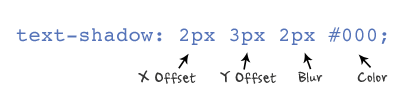 text-shadow: 2px 3px 2px #000;
X Offset Y Offset Blur Color